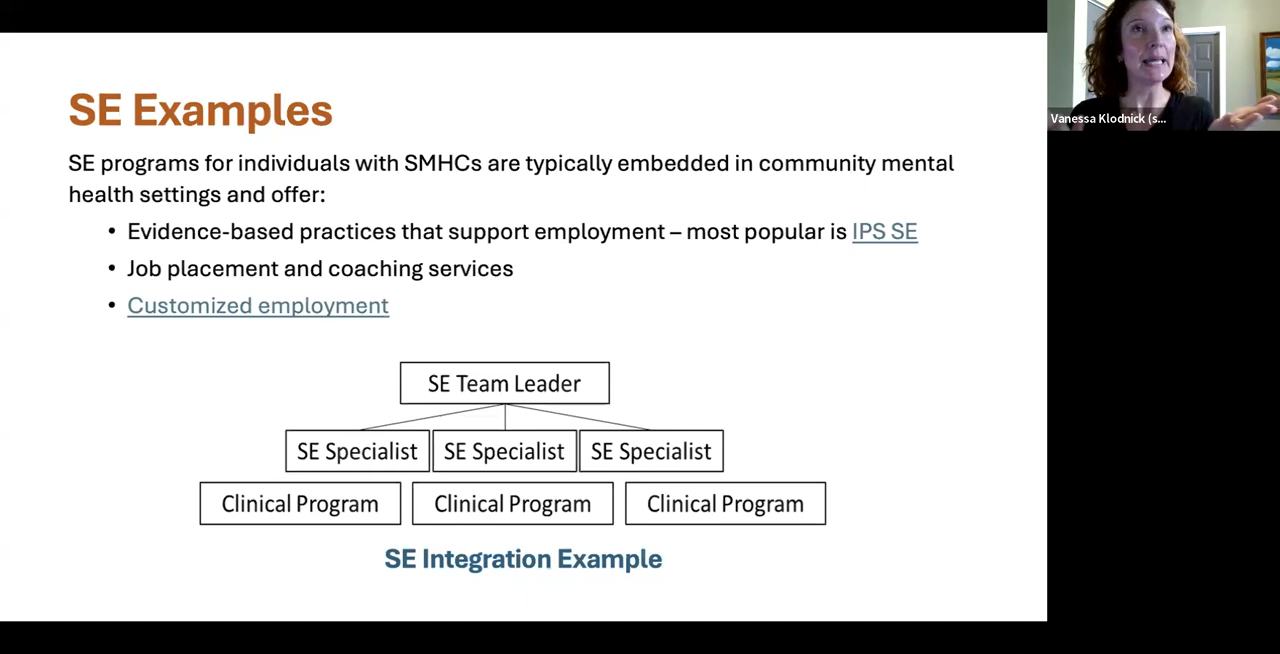 SE Examples
SE programs for individuals with SMHCs are typically embedded in community mental
health settings and offer:
• Evidence-based practices that support employment – most popular is IPS SE
• Job placement and coaching services
• Customized employment
SE Team Leader
SE Specialist SE Specialist SE Specialist
Clinical Program Clinical Program Clinical Program
SE Integration Example
Vanessa Klodnick (s...